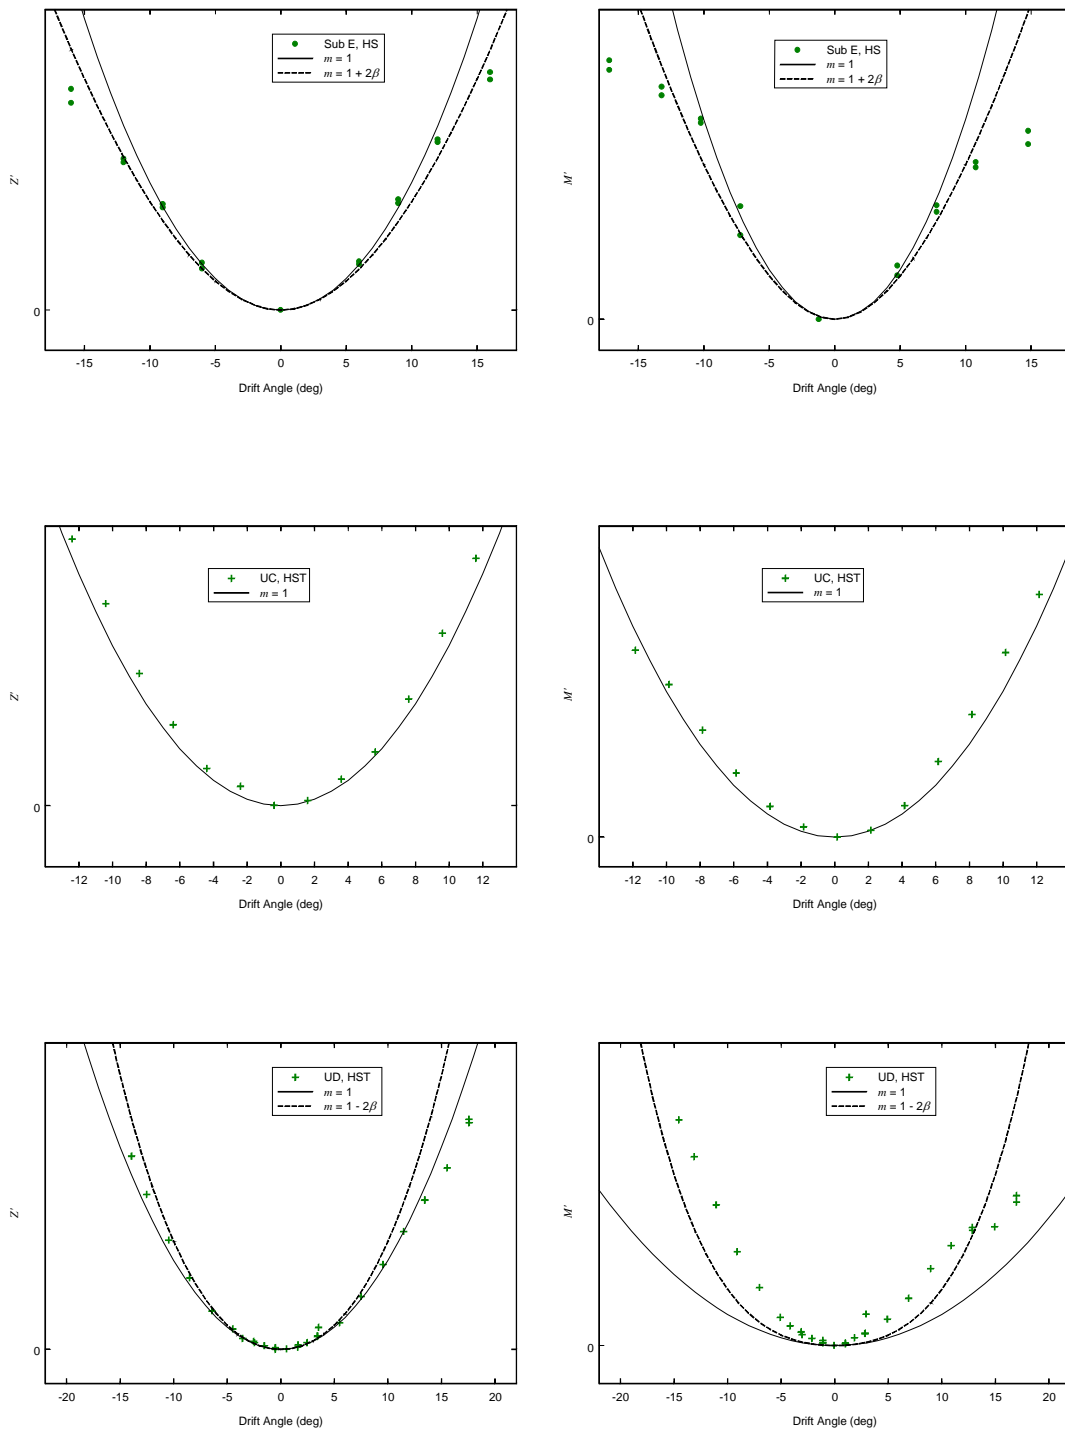 Sub E, HS
m = 1
m = 1 + 2β
Z'
0
-15 -10 -5 0 5 10 15
Drift Angle (deg)
Sub E, HS
m = 1
m = 1 + 2β
M'
0
-15 -10 -5 0 5 10 15
Drift Angle (deg)
UC, HST
m = 1
Z'
0
-12 -10 -8 -6 -4 -2 0 2 4 6 8 10 12
Drift Angle (deg)
UC, HST
m = 1
M'
0
-12 -10 -8 -6 -4 -2 0 2 4 6 8 10 12
Drift Angle (deg)
UD, HST
m = 1
m = 1 - 2β
Z'
0
-20 -15 -10 -5 0 5 10 15 20
Drift Angle (deg)
UD, HST
m = 1
m = 1 - 2β
M'
0
-20 -15 -10 -5 0 5 10 15 20
Drift Angle (deg)